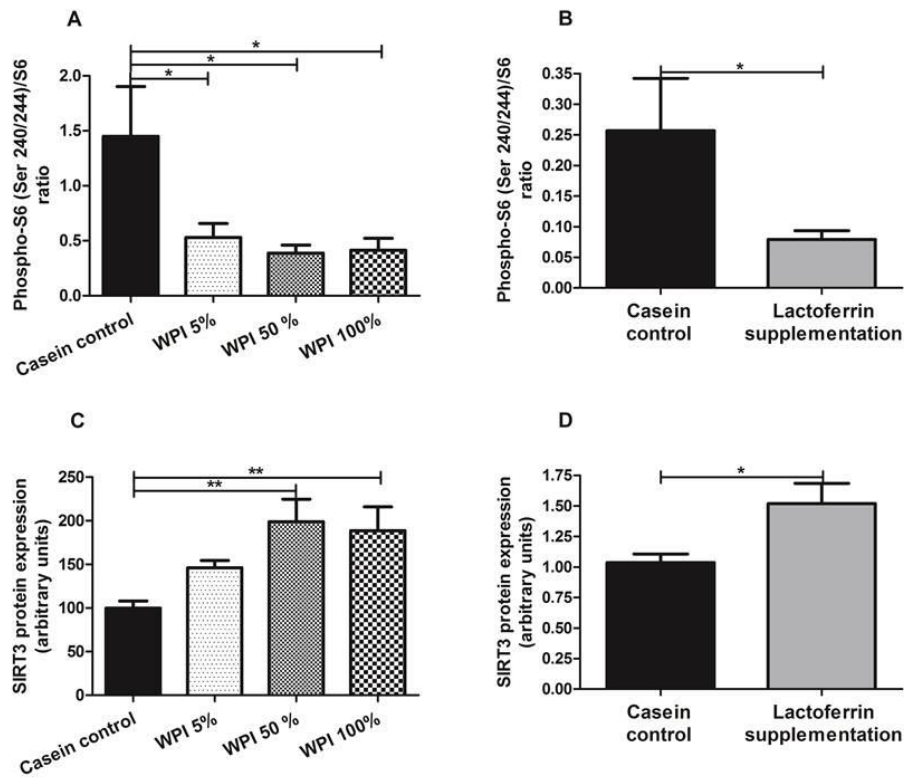 A
Phospho-S6 (Ser 240/244)/S6
ratio
2.0
1.5
1.0
0.5
0.0
*
*
*
Casein control
WPI 5%
WPI 50 %
WPI 100%
B
Phospho-S6 (Ser 240/244)/S6
ratio
0.35
0.30
0.25
0.20
0.15
0.10
0.05
0.00
*
Casein
control
Lactoferrin
supplementation
C
SIRT3 protein expression
(arbitrary units)
250
200
150
100
50
0
**
**
Casein control
WPI 5%
WPI 50 %
WPI 100%
D
SIRT3 protein expression
(arbitrary units)
1.75
1.50
1.25
1.00
0.75
0.50
0.25
0.00
*
Casein
control
Lactoferrin
supplementation